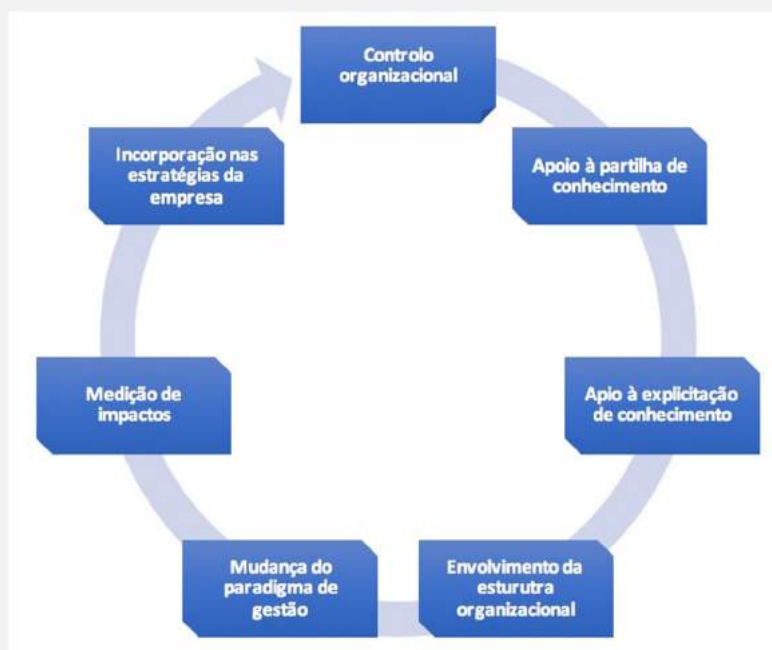 Controlo
organizacional
Apoio à partilha de
conhecimento
Apio à explicitação
de conhecimento
Envolvimento da
esturutra
organizacional
Mudança do
paradigma de
gestão
Medição de
impactos
Incorporação nas
estratégias da
empresa